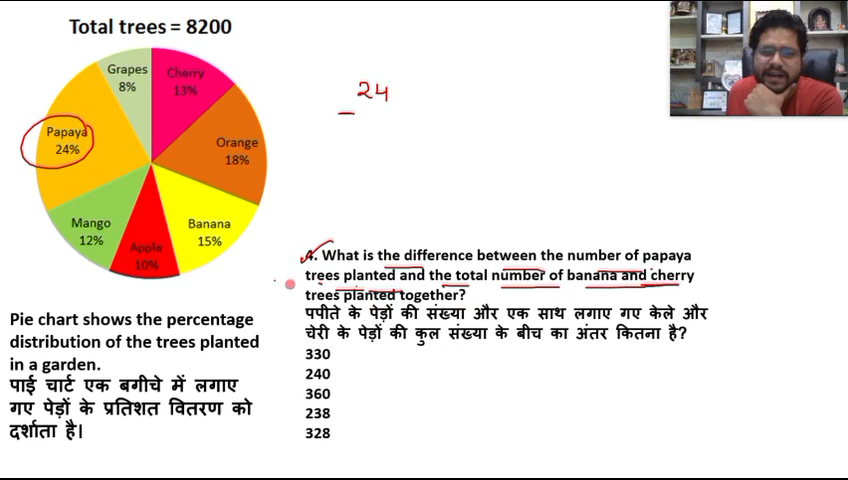 Total trees = 8200
Grapes
8%
Cherry
13%
24
Papaya
24%
Orange
18%
Mango
12%
Banana
15%
Apple
10%
4. What is the difference between the number of papaya
trees planted and the total number of banana and cherry
trees planted together?
पपीते के पेड़ों की संख्या और एक साथ लगाए गए केले और
चेरी के पेड़ों की कुल संख्या के बीच का अंतर कितना है?
330
240
360
238
328
Pie chart shows the percentage
distribution of the trees planted
in a garden.
पाई चार्ट एक बगीचे में लगाए
गए पेड़ों के प्रतिशत वितरण को
दर्शाता है।